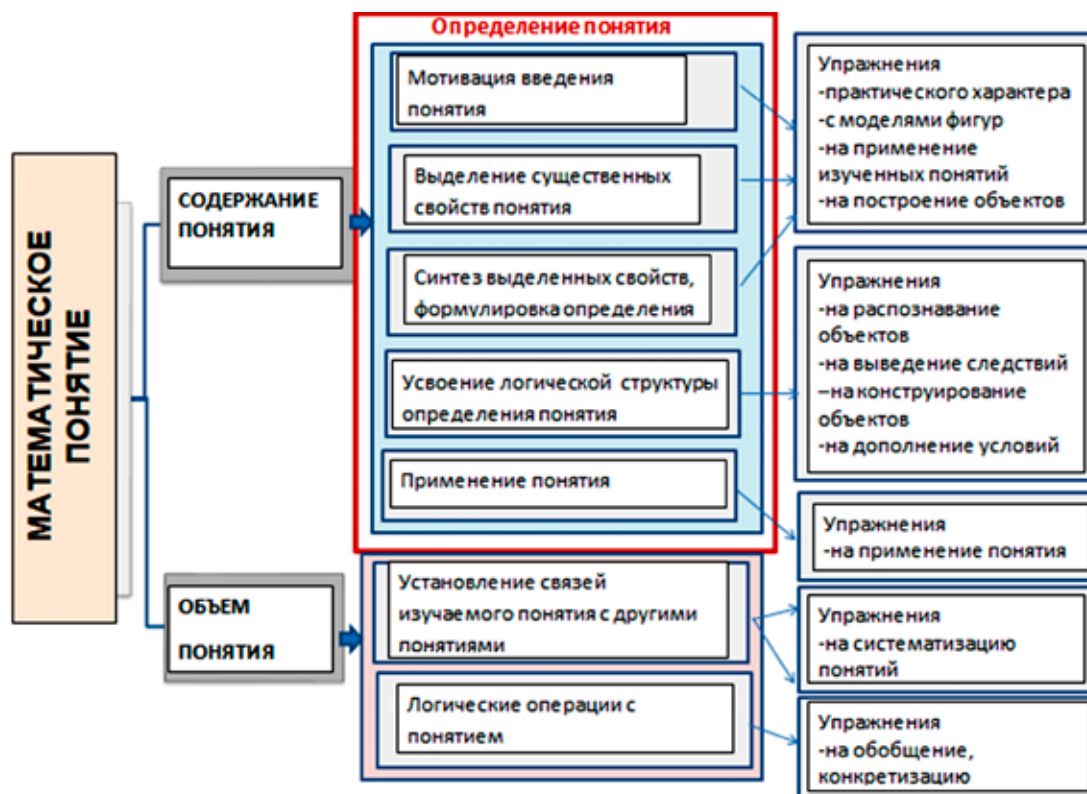 МАТЕМАТИЧЕСКОЕ
ПОНЯТИЕ
СОДЕРЖАНИЕ
ПОНЯТИЯ
ОБЪЕМ
ПОНЯТИЯ
Определение понятия
Мотивация введения
понятия
Выделение существенных
свойств понятия
Синтез выделенных свойств,
формулировка определения
Усвоение логической структуры
определения понятия
Применение понятия
Установление связей
изучаемого понятия с другими
понятиями
Логические операции с
понятием
Упражнения
-практического характера
-с моделями фигур
-на применение
изученных понятий
-на построение объектов
Упражнения
-на распознавание
объектов
-на выведение следствий
–на конструирование
объектов
-на дополнение условий
Упражнения
-на применение понятия
Упражнения
-на систематизацию
понятий
Упражнения
-на обобщение,
конкретизацию